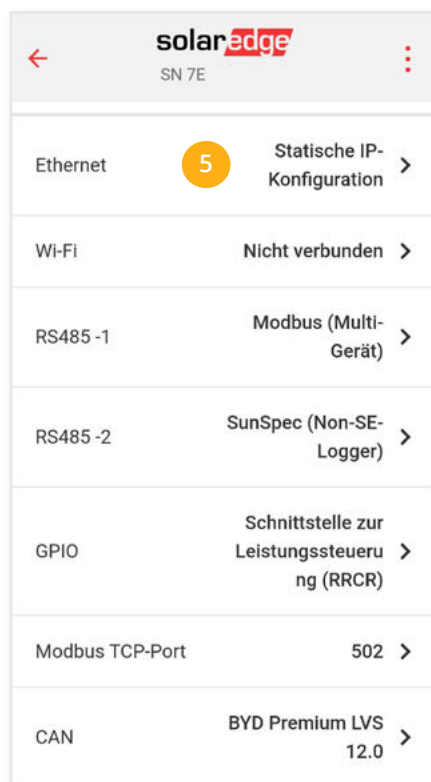 solaredge
SN 7E
Ethernet
5
Statische IP-
Konfiguration
Wi-Fi
Nicht verbunden
RS485 -1
Modbus (Multi-
Gerät)
RS485 -2
SunSpec (Non-SE-
Logger)
GPIO
Schnittstelle zur
Leistungssteueru
ng (RRCR)
Modbus TCP-Port
502
CAN
BYD Premium LVS
12.0